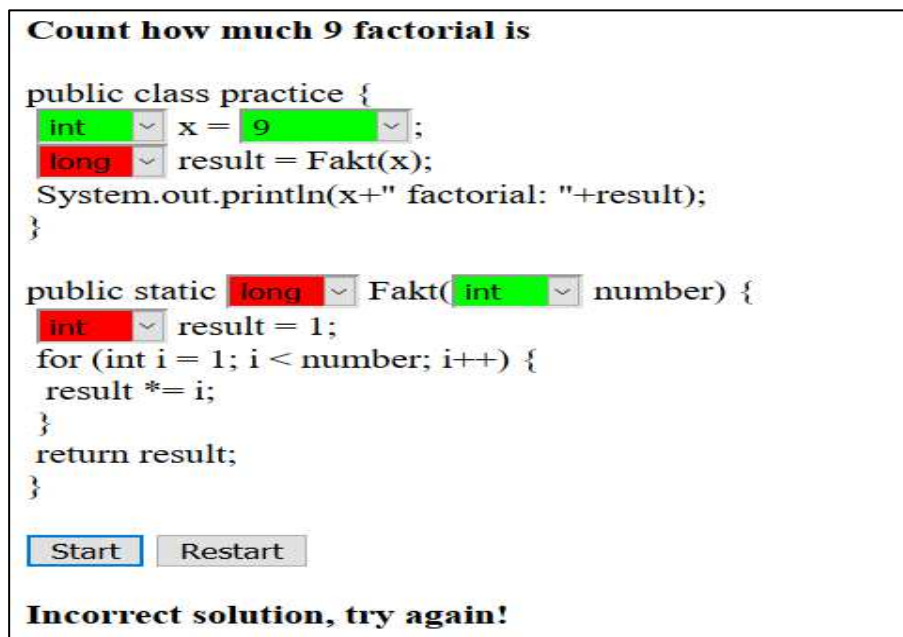 Count how much 9 factorial is
public class practice {
int x = 9 ;
long result = Fakt(x);
System.out.println(x+" factorial: "+result);
}
public static long Fakt( int number) {
int result = 1;
for (int i = 1; i < number; i++) {
result *= i;
}
return result;
}
Start Restart
Incorrect solution, try again!